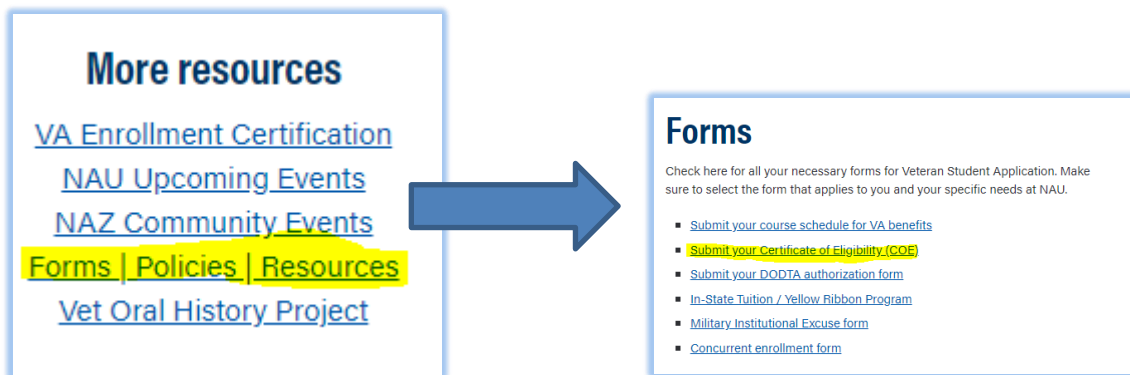 More resources
VA Enrollment Certification
NAU Upcoming Events
NAZ Community Events
Forms | Policies | Resources
Vet Oral History Project
Forms
Check here for all your necessary forms for Veteran Student Application. Make
sure to select the form that applies to you and your specific needs at NAU.
Submit your course schedule for VA benefits
Submit your Certificate of Eligibility (COE)
Submit your DODTA authorization form
In-State Tuition / Yellow Ribbon Program
Military Institutional Excuse form
Concurrent enrollment form